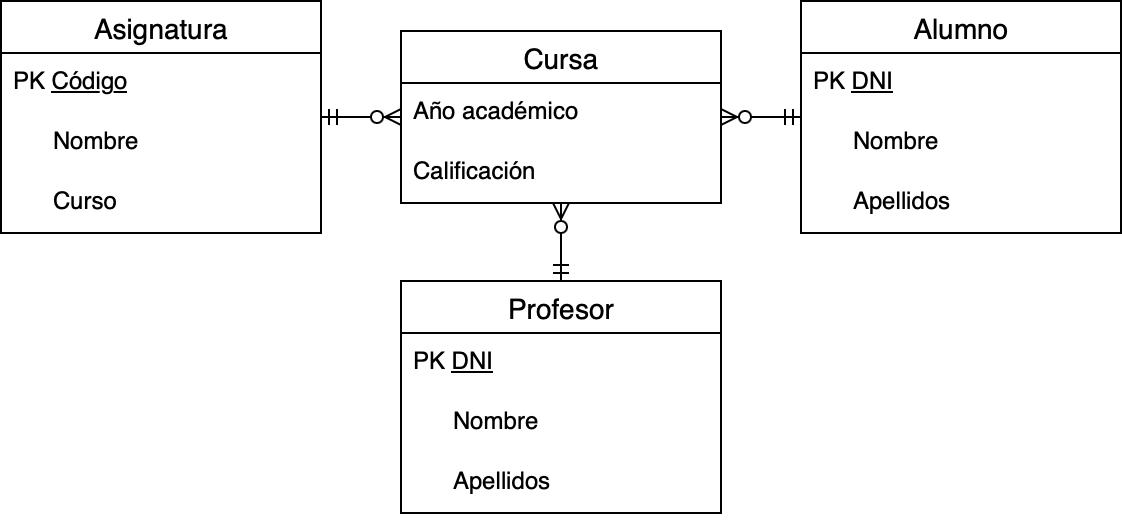 Asignatura
PK Código
Nombre
Curso
Cursa
Año académico
Calificación
Alumno
PK DNI
Nombre
Apellidos
Profesor
PK DNI
Nombre
Apellidos